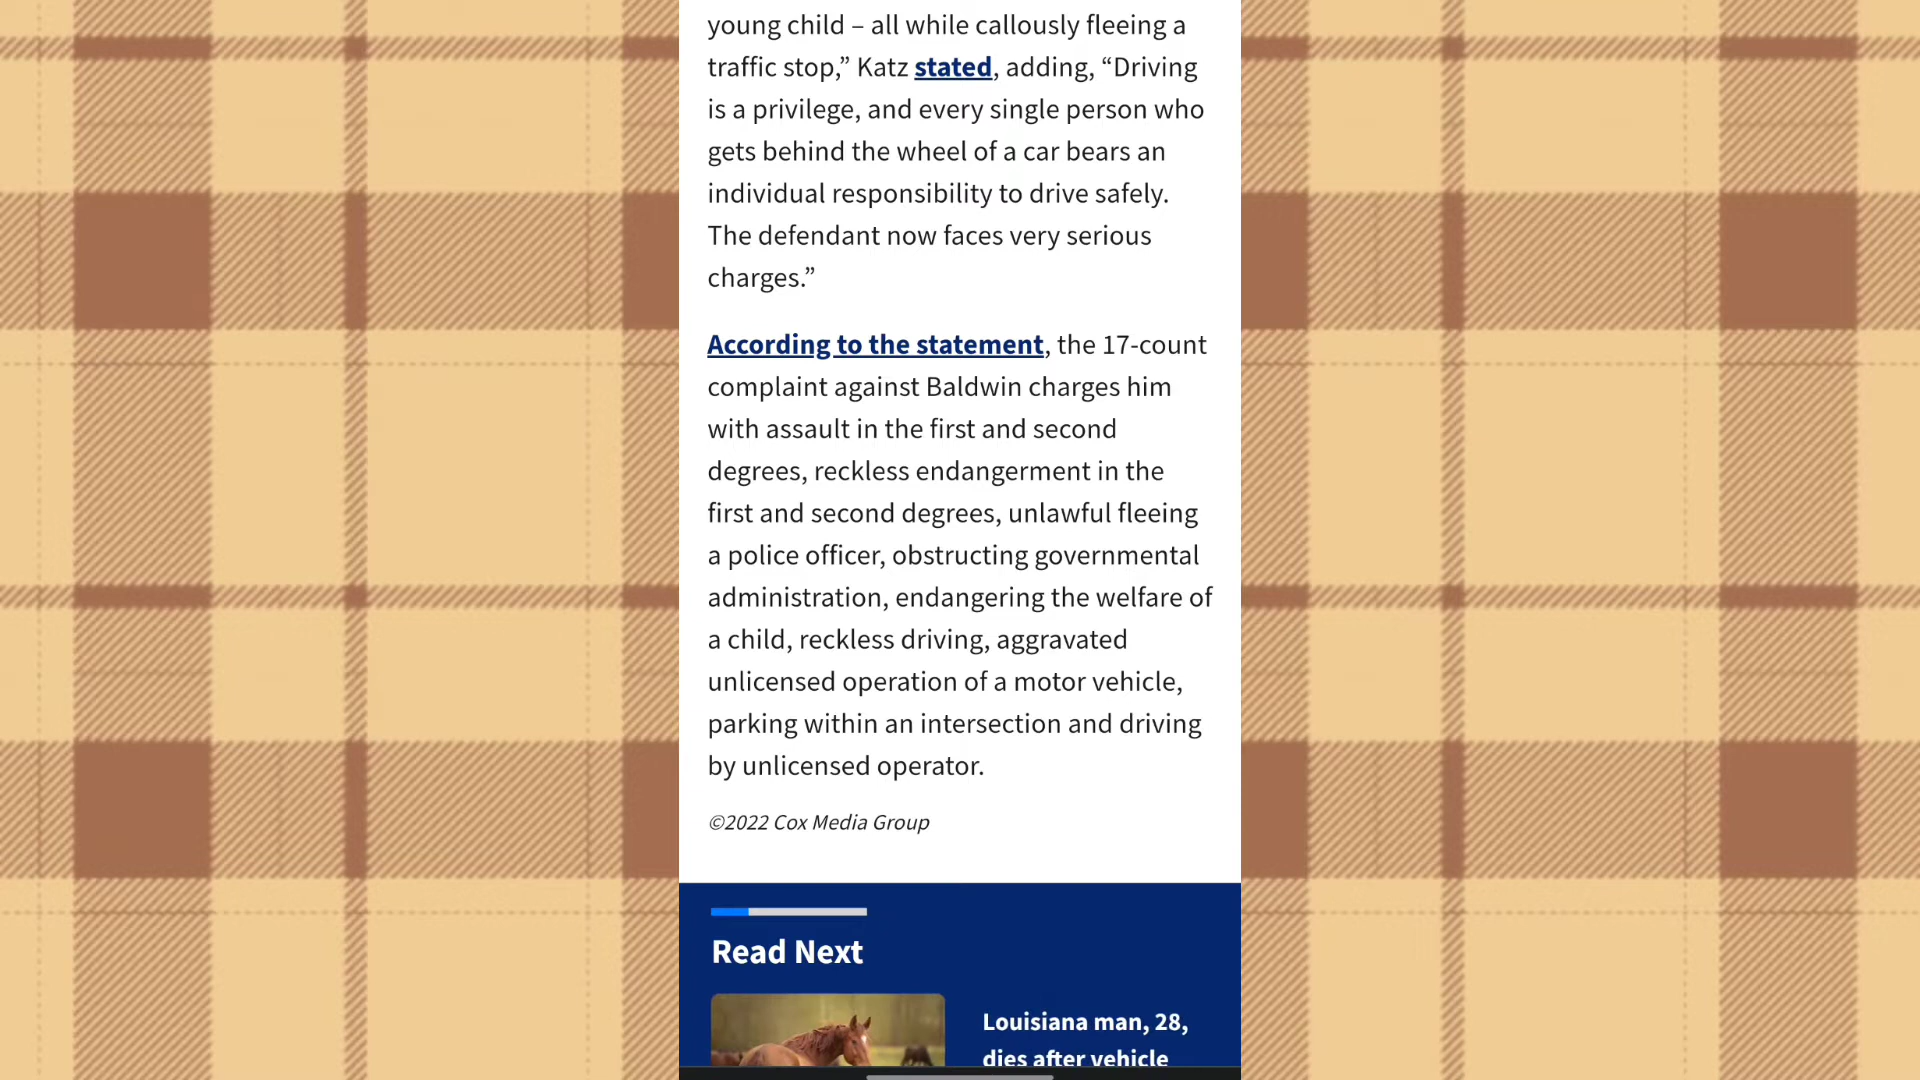 young child – all while callously fleeing a
traffic stop,” Katz stated, adding, “Driving
is a privilege, and every single person who
gets behind the wheel of a car bears an
individual responsibility to drive safely.
The defendant now faces very serious
charges.”
According to the statement, the 17-count
complaint against Baldwin charges him
with assault in the first and second
degrees, reckless endangerment in the
first and second degrees, unlawful fleeing
a police officer, obstructing governmental
administration, endangering the welfare of
a child, reckless driving, aggravated
unlicensed operation of a motor vehicle,
parking within an intersection and driving
by unlicensed operator.
©2022 Cox Media Group
Read Next
Louisiana man, 28,
dies after vehicle